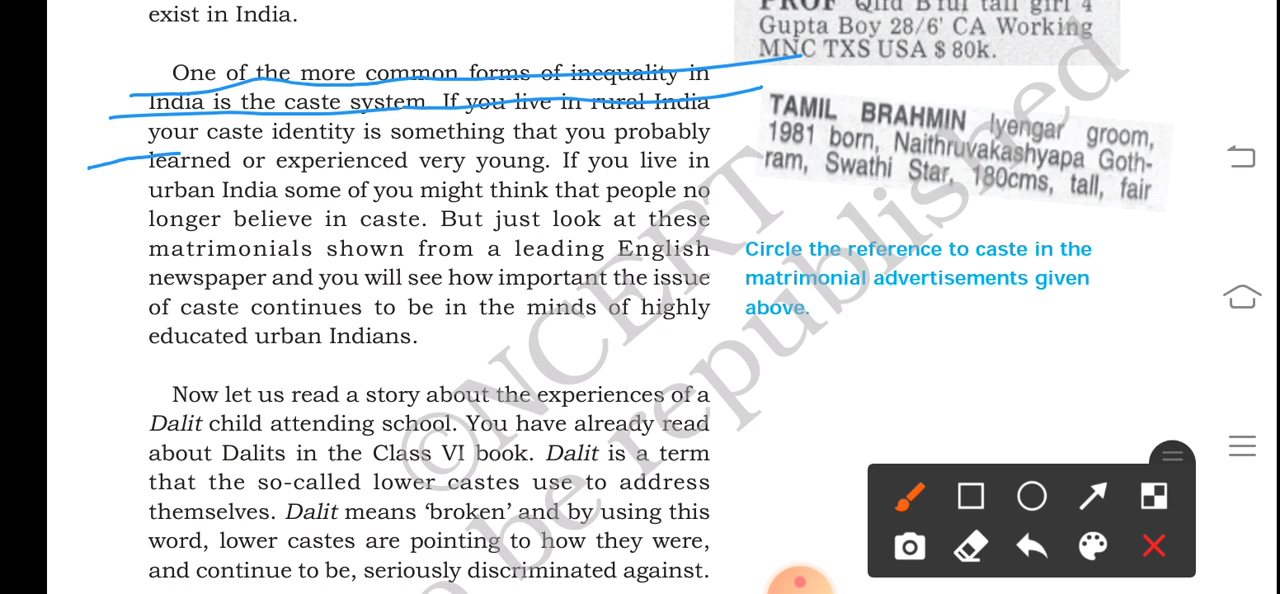 exist in India.
One of the more common forms of inequality in
India is the caste system. If you live in rural India
your caste identity is something that you probably
learned or experienced very young. If you live in
urban India some of you might think that people no
longer believe in caste. But just look at these
matrimonials shown from a leading English
newspaper and you will see how important the issue
of caste continues to be in the minds of highly
educated urban Indians.
Now let us read a story about the experiences of a
Dalit child attending school. You have already read
about Dalits in the Class VI book. Dalit is a term
that the so-called lower castes use to address
themselves. Dalit means ‘broken’ and by using this
word, lower castes are pointing to how they were,
and continue to be, seriously discriminated against.
PROF Qlfd B'ful tall girl 4
Gupta Boy 28/6' CA Working
MNC TXS USA $ 80k.
TAMIL BRAHMIN Iyengar groom,
1981 born, Naithruvakashyapa Goth-
ram, Swathi Star, 180cms, tall, fair
Circle the reference to caste in the
matrimonial advertisements given
above.
©NCERT
be republished